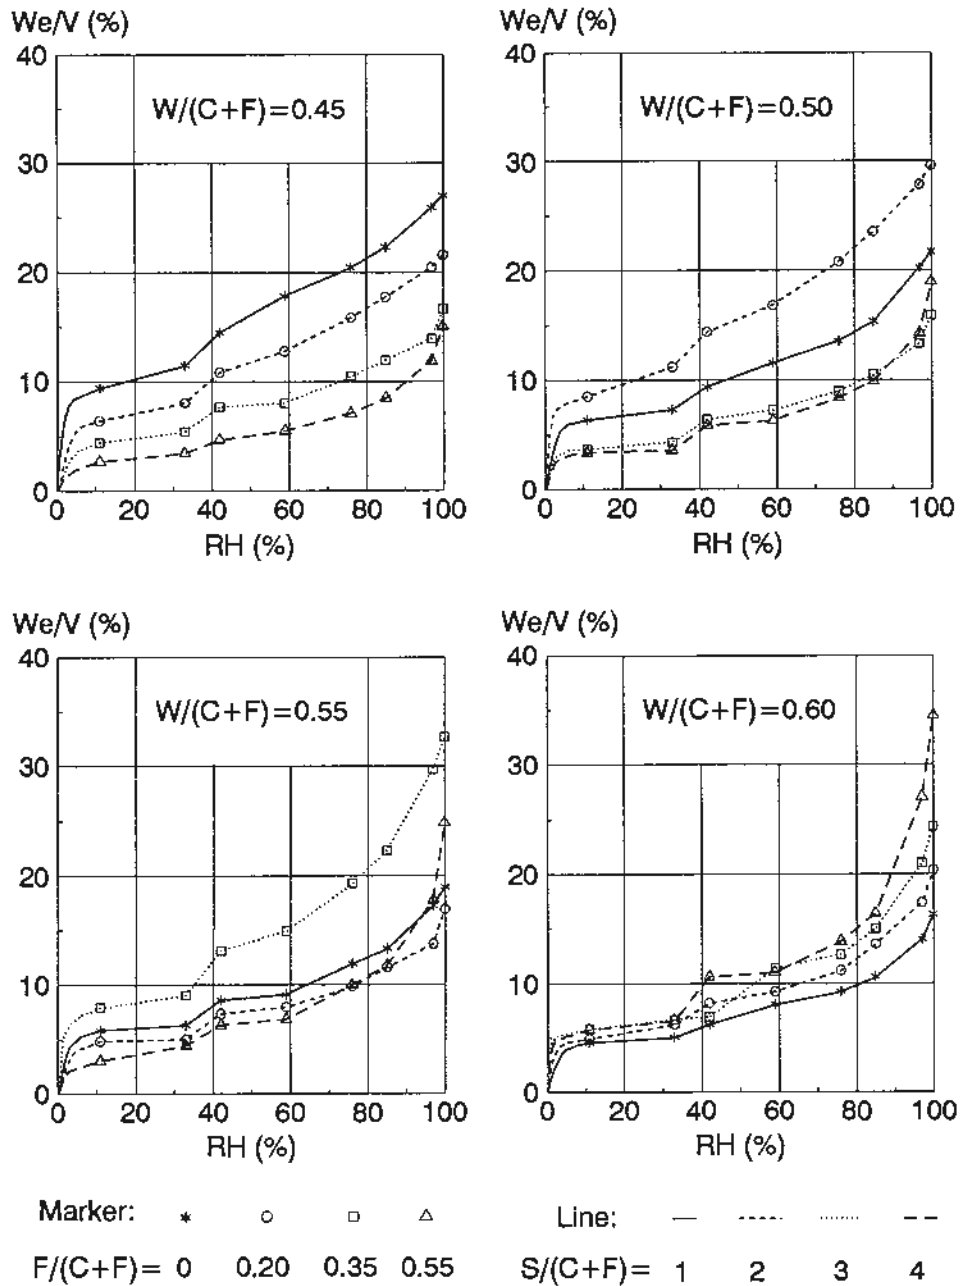 We/V (%)
We/V (%)
40
W/(C+F)=0.45
30
20
10
0
0 20 40 60 80 100
RH (%)
40
W/(C+F)=0.50
30
20
10
0
0 20 40 60 80 100
RH (%)
We/V (%)
We/V (%)
40
W/(C+F)=0.55
30
20
10
0
0 20 40 60 80 100
RH (%)
40
W/(C+F)=0.60
30
20
10
0
0 20 40 60 80 100
RH (%)
Marker:
F/(C+F)= 0 0.20 0.35 0.55
Line:
S/(C+F)= 1 2 3 4